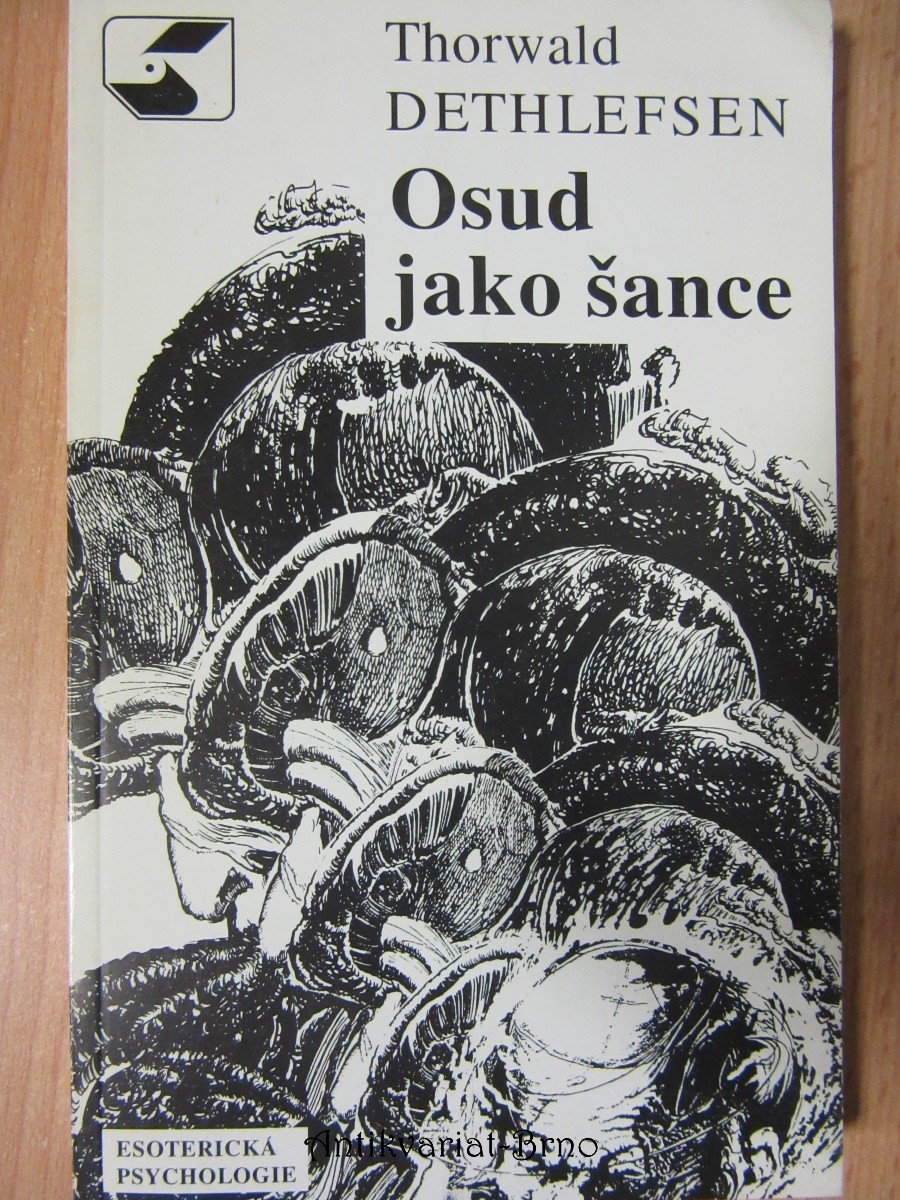 Thorwald
DETHLEFSEN
Osud
jako šance
ESOTERICKÁ
PSYCHOLOGIE
Antikvariat-Brno